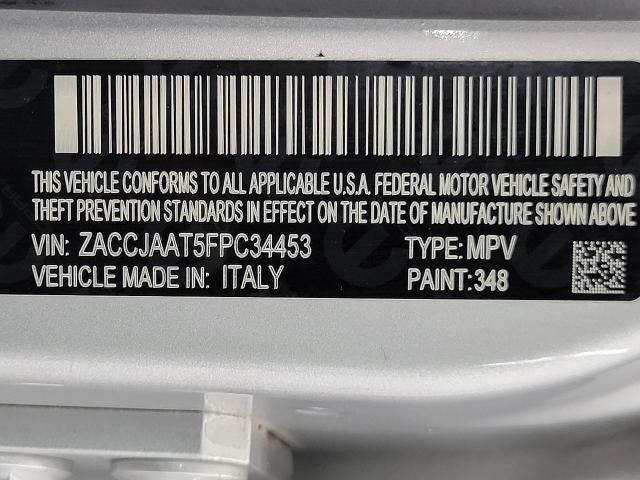 THIS VEHICLE CONFORMS TO ALL APPLICABLE U.S.A. FEDERAL MOTOR VEHICLE SAFETY AND
THEFT PREVENTION STANDARDS IN EFFECT ON THE DATE OF MANUFACTURE SHOWN ABOVE
VIN: ZACCJAAT5FPC34453 TYPE: MPV
VEHICLE MADE IN: ITALY PAINT: 348